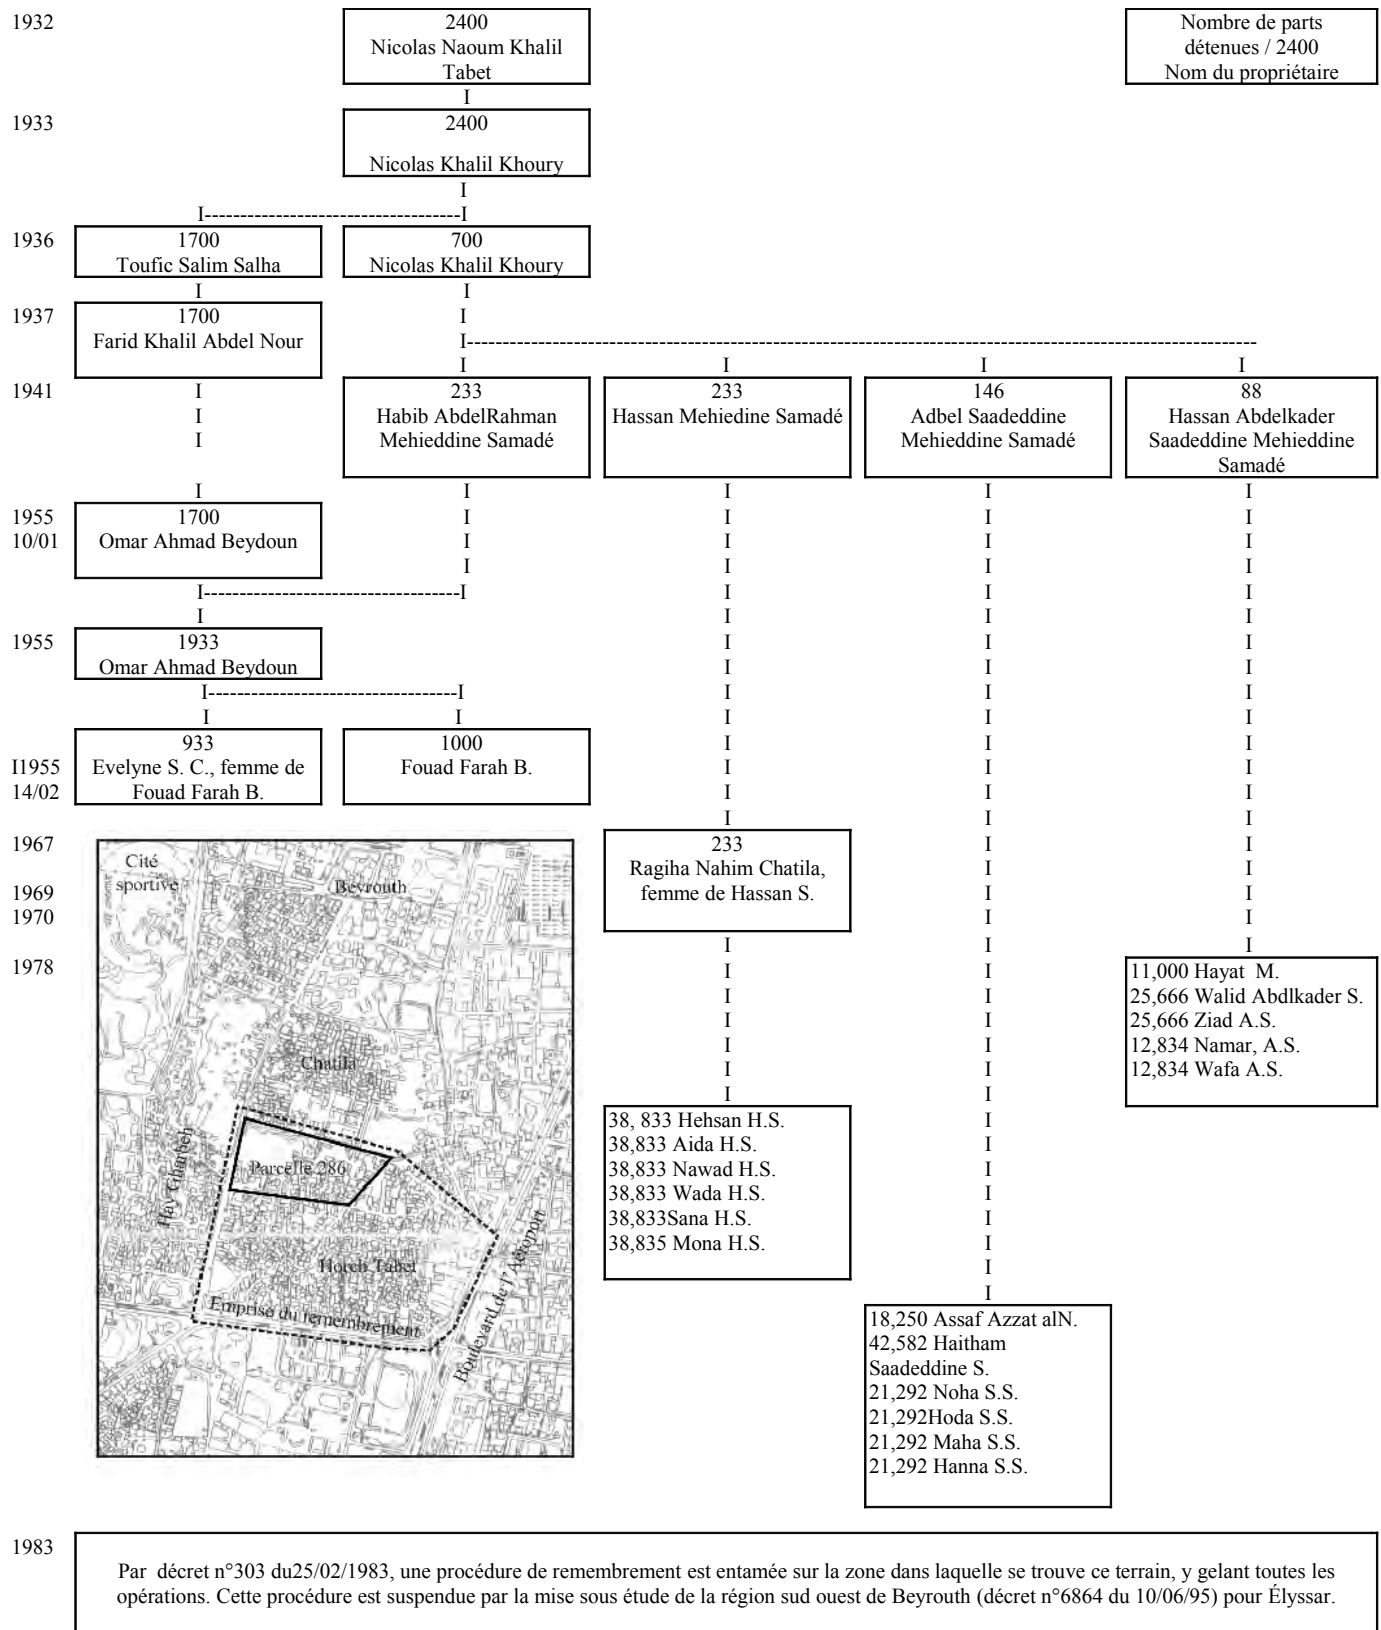 1932
2400
Nicolas Naoum Khalil
Tabet
Nombre de parts
détenues / 2400
Nom du propriétaire
1933
2400
Nicolas Khalil Khoury
1936
1700
Toufic Salim Salha
700
Nicolas Khalil Khoury
1937
1700
Farid Khalil Abdel Nour
1941
233
Habib AbdelRahman
Mehieddine Samadé
233
Hassan Mehiedine Samadé
146
Adbel Saadeddine
Mehieddine Samadé
88
Hassan Abdelkader
Saadeddine Mehieddine
Samadé
1955
10/01
1700
Omar Ahmad Beydoun
1955
1933
Omar Ahmad Beydoun
I1955
14/02
933
Evelyne S. C., femme de
Fouad Farah B.
1000
Fouad Farah B.
1967
1969
1970
233
Ragiha Nahim Chatila,
femme de Hassan S.
1978
11,000 Hayat M.
25,666 Walid Abdlkader S.
25,666 Ziad A.S.
12,834 Namar, A.S.
12,834 Wafa A.S.
38, 833 Hehsan H.S.
38,833 Aida H.S.
38,833 Nawad H.S.
38,833 Wada H.S.
38,833Sana H.S.
38,835 Mona H.S.
18,250 Assaf Azzat alN.
42,582 Haitham
Saadeddine S.
21,292 Noha S.S.
21,292Hoda S.S.
21,292 Maha S.S.
21,292 Hanna S.S.
Cité
sportive
Beyrouth
Chatila
Parcelle 286
Hay Gharbeh
Horch Tabet
Emprise du remembrement
Boulevard de l'Aéroport
1983
Par décret n°303 du25/02/1983, une procédure de remembrement est entamée sur la zone dans laquelle se trouve ce terrain, y gelant toutes les
opérations. Cette procédure est suspendue par la mise sous étude de la région sud ouest de Beyrouth (décret n°6864 du 10/06/95) pour Élyssar.